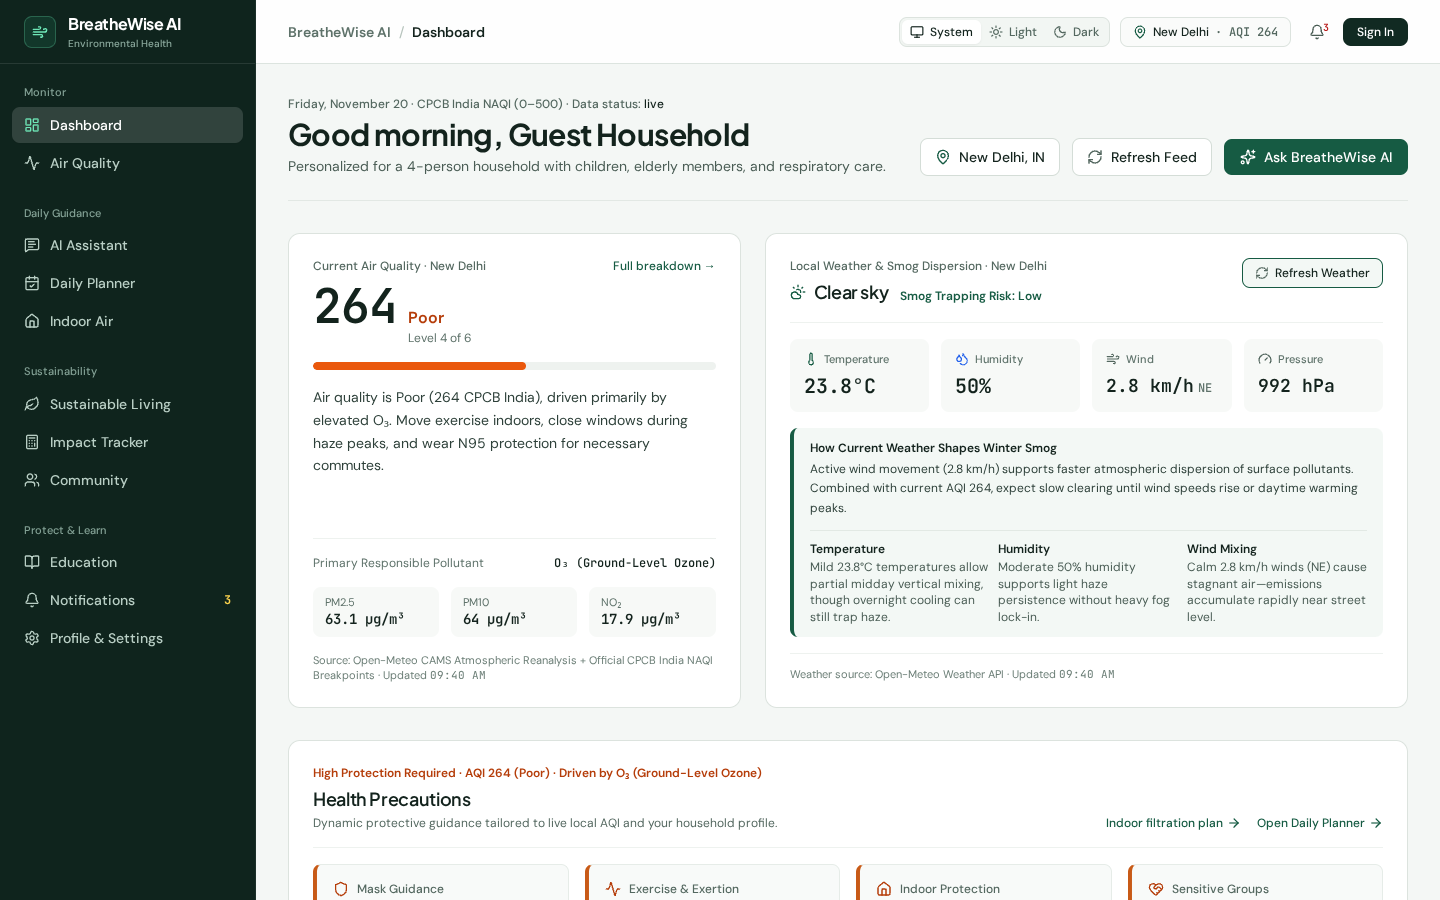 BreatheWise AI
Environmental Health
Monitor
Dashboard
Air Quality
Daily Guidance
AI Assistant
Daily Planner
Indoor Air
Sustainability
Sustainable Living
Impact Tracker
Community
Protect & Learn
Education
Notifications 3
Profile & Settings
BreatheWise AI / Dashboard
System Light Dark
New Delhi · AQI 264
3
Sign In
Friday, November 20 · CPCB India NAQI (0–500) · Data status: live
Good morning, Guest Household
Personalized for a 4-person household with children, elderly members, and respiratory care.
New Delhi, IN
Refresh Feed
Ask BreatheWise AI
Current Air Quality · New Delhi
Full breakdown →
264 Poor
Level 4 of 6
Air quality is Poor (264 CPCB India), driven primarily by
elevated O₃. Move exercise indoors, close windows during
haze peaks, and wear N95 protection for necessary
commutes.
Primary Responsible Pollutant O₃ (Ground-Level Ozone)
PM2.5
63.1 µg/m³
PM10
64 µg/m³
NO₂
17.9 µg/m³
Source: Open-Meteo CAMS Atmospheric Reanalysis + Official CPCB India NAQI
Breakpoints · Updated 09:40 AM
Local Weather & Smog Dispersion · New Delhi
Clear sky Smog Trapping Risk: Low
Refresh Weather
Temperature
23.8°C
Humidity
50%
Wind
2.8 km/h NE
Pressure
992 hPa
How Current Weather Shapes Winter Smog
Active wind movement (2.8 km/h) supports faster atmospheric dispersion of surface pollutants.
Combined with current AQI 264, expect slow clearing until wind speeds rise or daytime warming
peaks.
Temperature
Mild 23.8°C temperatures allow
partial midday vertical mixing,
though overnight cooling can
still trap haze.
Humidity
Moderate 50% humidity
supports light haze
persistence without heavy fog
lock-in.
Wind Mixing
Calm 2.8 km/h winds (NE) cause
stagnant air—emissions
accumulate rapidly near street
level.
Weather source: Open-Meteo Weather API · Updated 09:40 AM
High Protection Required · AQI 264 (Poor) · Driven by O₃ (Ground-Level Ozone)
Health Precautions
Dynamic protective guidance tailored to live local AQI and your household profile.
Indoor filtration plan →
Open Daily Planner →
Mask Guidance
Exercise & Exertion
Indoor Protection
Sensitive Groups